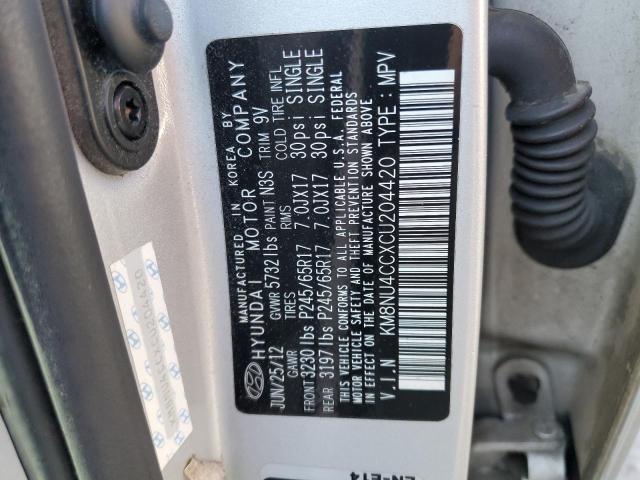 MANUFACTURED IN KOREA BY
HYUNDAI MOTOR COMPANY
JUN/25/12 GVWR 5732 lbs PAINT N3S TRIM 9V
GAWR TIRES RIMS COLD TIRE INFL
FRONT 3230 lbs P245/65R17 7.0JX17 30psi SINGLE
REAR 3197 lbs P245/65R17 7.0JX17 30psi SINGLE
THIS VEHICLE CONFORMS TO ALL APPLICABLE U.S.A. FEDERAL
MOTOR VEHICLE SAFETY AND THEFT PREVENTION STANDARDS
IN EFFECT ON THE DATE OF MANUFACTURE SHOWN ABOVE
V.I.N : KM8NU4CCXCU204420 TYPE : MPV
KM8NU4CCXCU204420
EN-E14